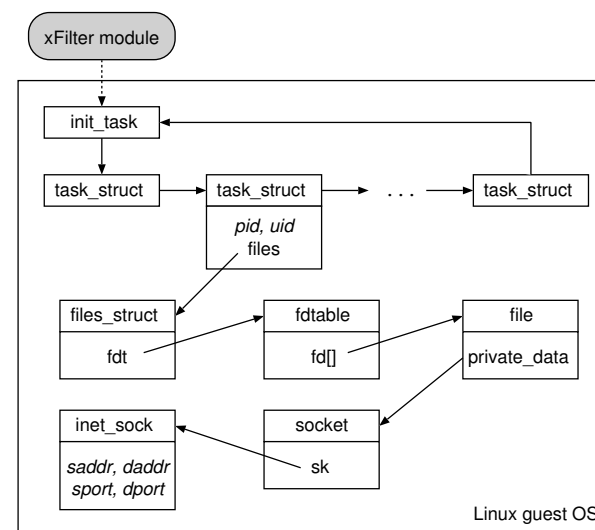 xFilter module
init_task
task_struct
task_struct
. . .
task_struct
pid, uid
files
files_struct
fdtable
file
fdt
fd[]
private_data
inet_sock
socket
saddr, daddr
sport, dport
sk
Linux guest OS